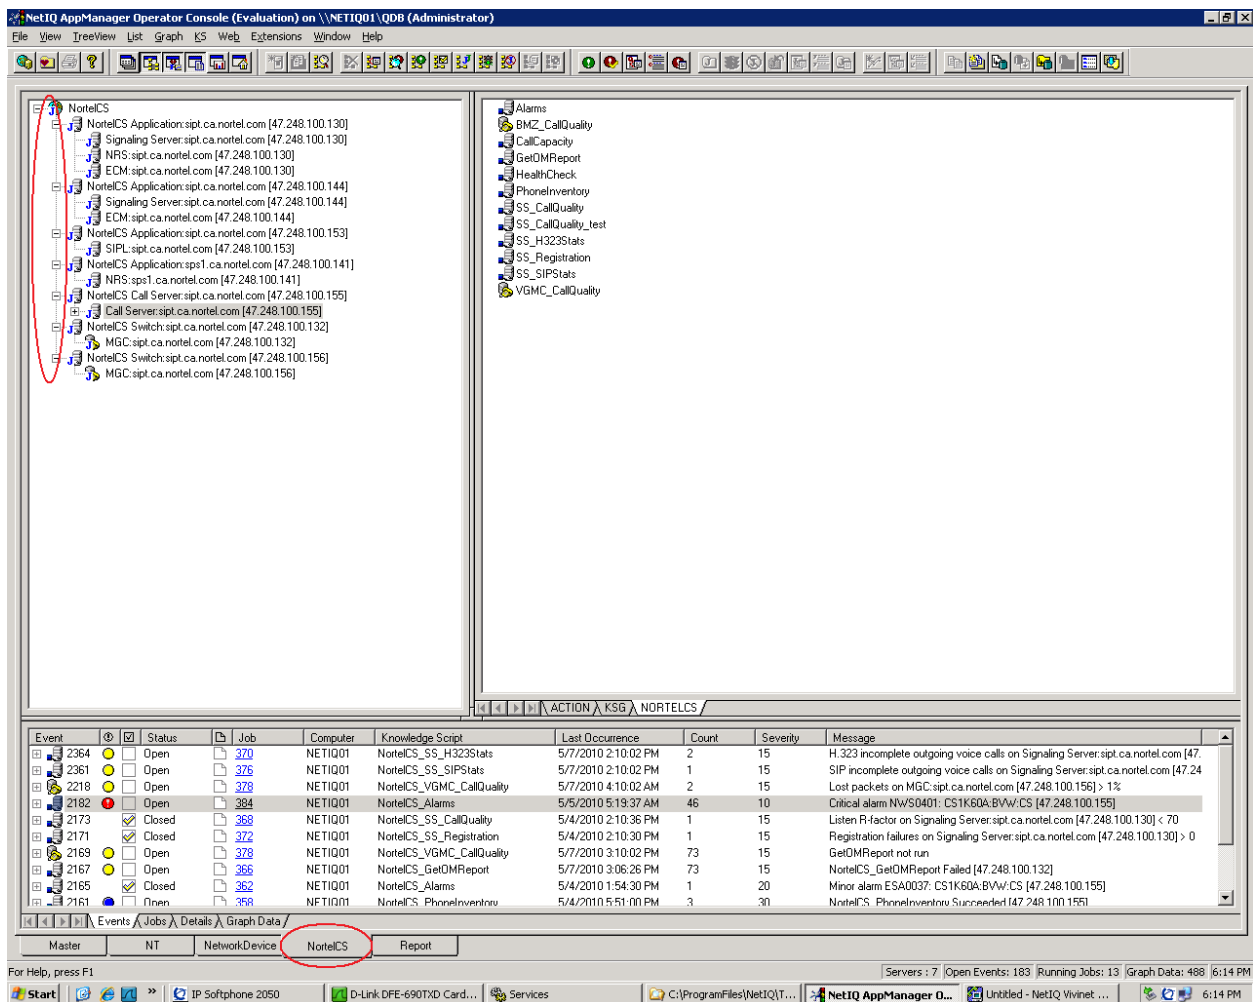 NetIQ AppManager Operator Console (Evaluation) on \\NETIQ01\QDB (Administrator)
File View TreeView List Graph KS Web Extensions Window Help
NortelCS
NortelCS Application:sipt.ca.nortel.com [47.248.100.130]
Signaling Server:sipt.ca.nortel.com [47.248.100.130]
NRS:sipt.ca.nortel.com [47.248.100.130]
ECM:sipt.ca.nortel.com [47.248.100.130]
NortelCS Application:sipt.ca.nortel.com [47.248.100.144]
Signaling Server:sipt.ca.nortel.com [47.248.100.144]
ECM:sipt.ca.nortel.com [47.248.100.144]
NortelCS Application:sipt.ca.nortel.com [47.248.100.153]
SIPL:sipt.ca.nortel.com [47.248.100.153]
NortelCS Application:sps1.ca.nortel.com [47.248.100.141]
NRS:sps1.ca.nortel.com [47.248.100.141]
NortelCS Call Server:sipt.ca.nortel.com [47.248.100.155]
Call Server:sipt.ca.nortel.com [47.248.100.155]
NortelCS Switch:sipt.ca.nortel.com [47.248.100.132]
MGC:sipt.ca.nortel.com [47.248.100.132]
NortelCS Switch:sipt.ca.nortel.com [47.248.100.156]
MGC:sipt.ca.nortel.com [47.248.100.156]
Alarms
BMZ_CallQuality
CallCapacity
GetOMReport
HealthCheck
PhoneInventory
SS_CallQuality
SS_CallQuality_test
SS_H323Stats
SS_Registration
SS_SIPStats
VGMC_CallQuality
ACTION KSG NORTELCS
Event Status Job Computer Knowledge Script Last Occurrence Count Severity Message
2364 Open 370 NETIQ01 NortelCS_SS_H323Stats 5/7/2010 2:10:02 PM 2 15 H.323 incomplete outgoing voice calls on Signaling Server:sipt.ca.nortel.com [47.
2361 Open 376 NETIQ01 NortelCS_SS_SIPStats 5/7/2010 2:10:02 PM 1 15 SIP incomplete outgoing voice calls on Signaling Server:sipt.ca.nortel.com [47.24
2218 Open 378 NETIQ01 NortelCS_VGMC_CallQuality 5/7/2010 4:10:02 AM 2 15 Lost packets on MGC:sipt.ca.nortel.com [47.248.100.156] > 1%
2182 Open 384 NETIQ01 NortelCS_Alarms 5/5/2010 5:19:37 AM 46 10 Critical alarm NWS0401: CS1K60A:BVW:CS [47.248.100.155]
2173 Closed 368 NETIQ01 NortelCS_SS_CallQuality 5/4/2010 2:10:36 PM 1 15 Listen R-factor on Signaling Server:sipt.ca.nortel.com [47.248.100.130] < 70
2171 Closed 372 NETIQ01 NortelCS_SS_Registration 5/4/2010 2:10:30 PM 1 15 Registration failures on Signaling Server:sipt.ca.nortel.com [47.248.100.130] > 0
2169 Open 378 NETIQ01 NortelCS_VGMC_CallQuality 5/7/2010 3:10:02 PM 73 15 GetOMReport not run
2167 Open 366 NETIQ01 NortelCS_GetOMReport 5/7/2010 3:06:26 PM 73 15 NortelCS_GetOMReport Failed [47.248.100.132]
2165 Closed 362 NETIQ01 NortelCS_Alarms 5/4/2010 1:54:30 PM 1 20 Minor alarm ESA0037: CS1K60A:BVW:CS [47.248.100.155]
2161 Open 358 NETIQ01 NortelCS_PhoneInventory 5/4/2010 5:51:00 PM 3 30 NortelCS_PhoneInventory Succeeded [47.248.100.155]
Events Jobs Details Graph Data
Master NT NetworkDevice NortelCS Report
For Help, press F1 Servers : 7 Open Events: 183 Running Jobs: 13 Graph Data: 488 6:14 PM
Start » IP Softphone 2050 D-Link DFE-690TXD Card... Services C:\ProgramFiles\NetIQ\T... NetIQ AppManager O... Untitled - NetIQ Vivinet ... 6:14 PM